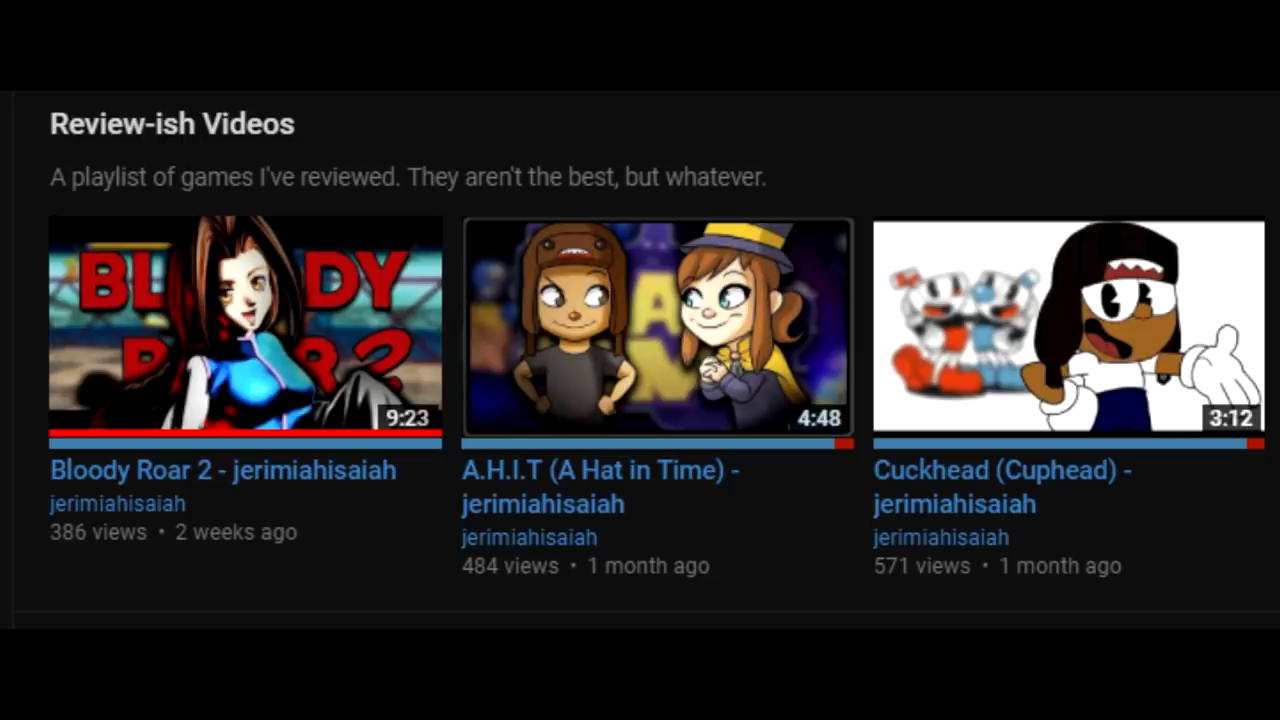 Review-ish Videos
A playlist of games I've reviewed. They aren't the best, but whatever.
9:23
4:48
3:12
Bloody Roar 2 - jerimiahisaiah
jerimiahisaiah
386 views • 2 weeks ago
A.H.I.T (A Hat in Time) -
jerimiahisaiah
jerimiahisaiah
484 views • 1 month ago
Cuckhead (Cuphead) -
jerimiahisaiah
jerimiahisaiah
571 views • 1 month ago